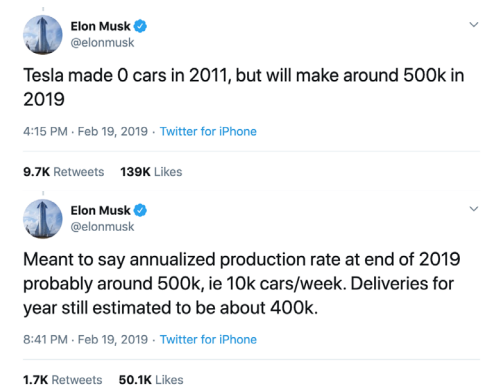 Elon Musk
@elonmusk
Tesla made 0 cars in 2011, but will make around 500k in
2019
4:15 PM · Feb 19, 2019 · Twitter for iPhone
9.7K Retweets 139K Likes
Elon Musk
@elonmusk
Meant to say annualized production rate at end of 2019
probably around 500k, ie 10k cars/week. Deliveries for
year still estimated to be about 400k.
8:41 PM · Feb 19, 2019 · Twitter for iPhone
1.7K Retweets 50.1K Likes